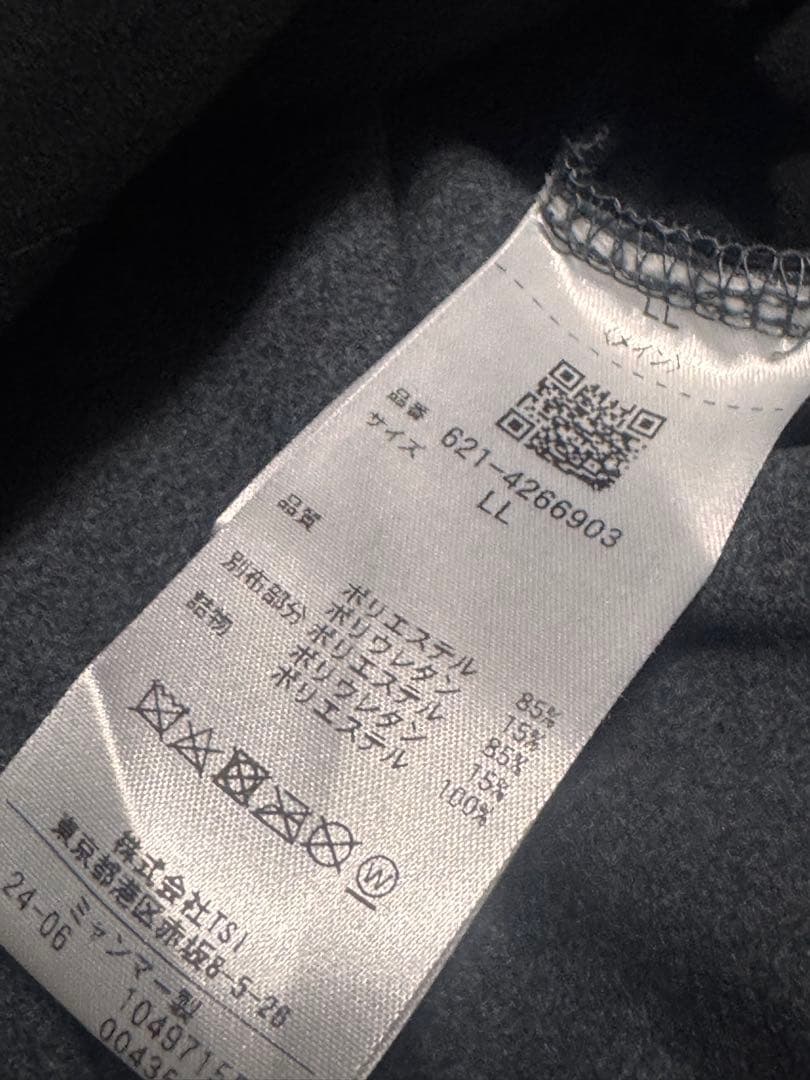 LL
〈メイン〉
品番 621-4266903
サイズ LL
品質
ポリエステル 85%
ポリウレタン 15%
別布部分 ポリエステル 85%
ポリウレタン 15%
詰物 ポリエステル 100%
W
株式会社TSI
東京都港区赤坂8-5-26
ミャンマー製
24-06
1049715
00435